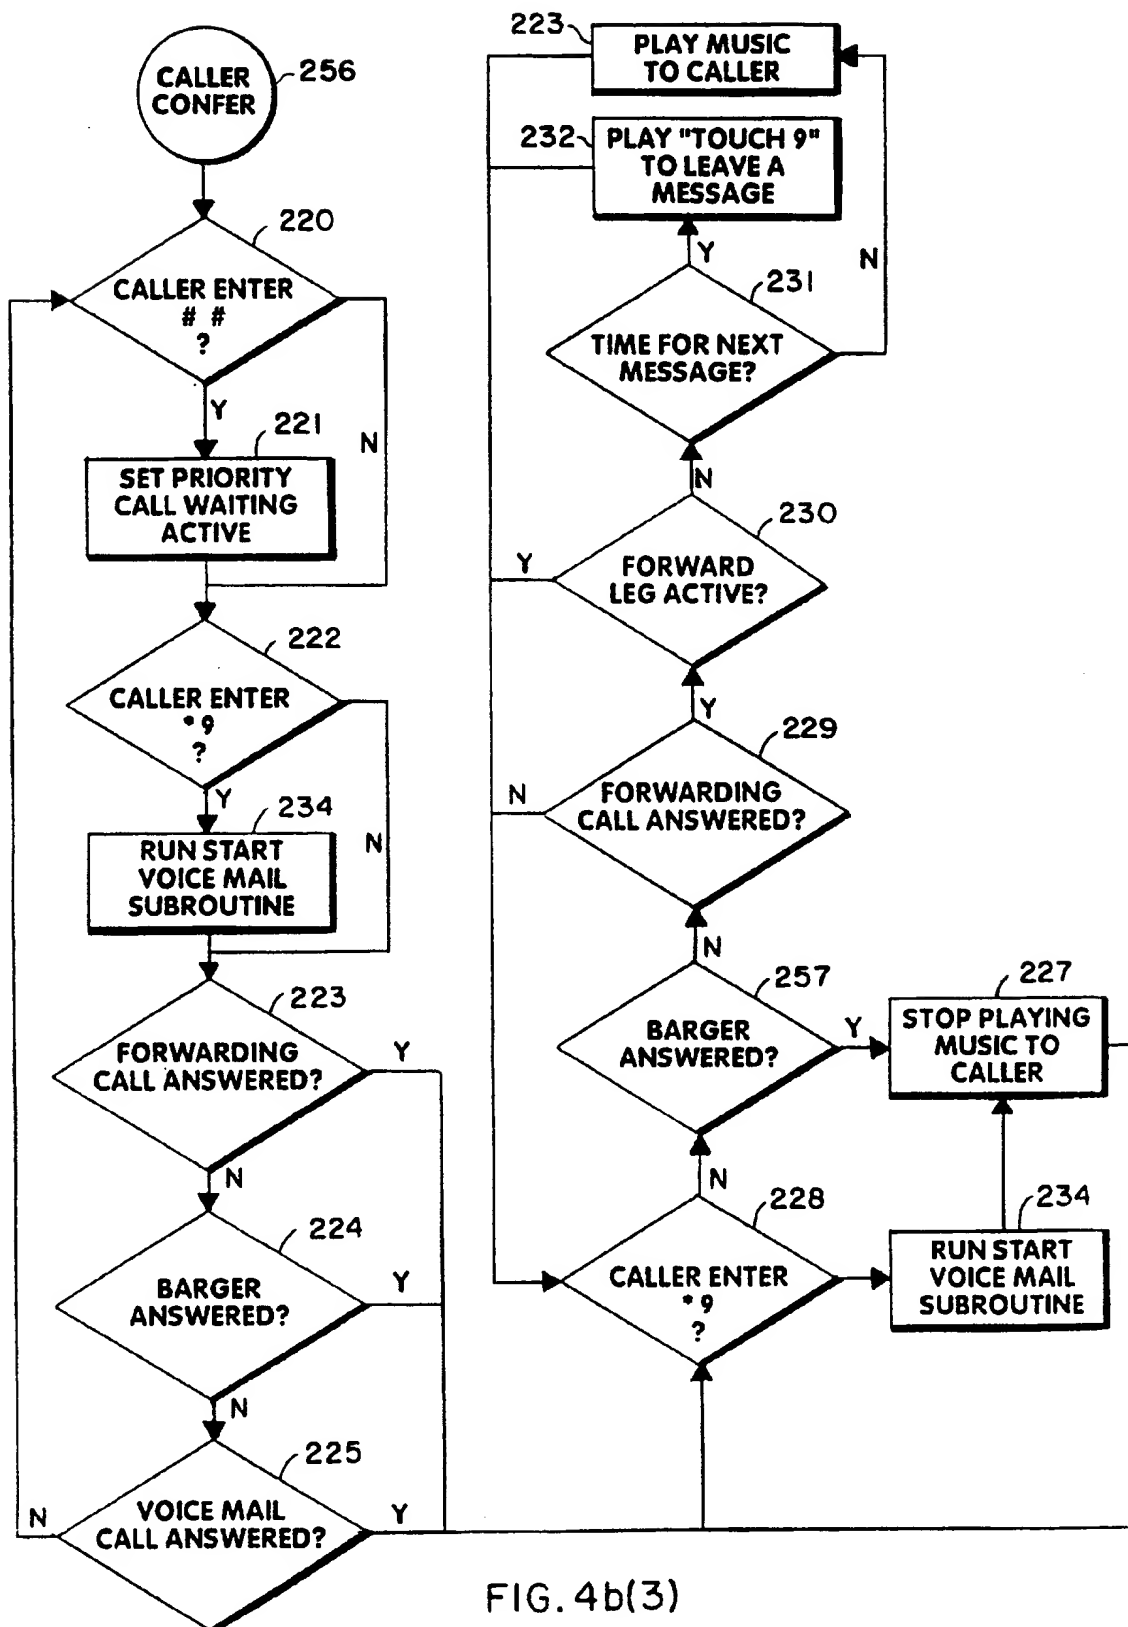 CALLER
CONFER
256
220
CALLER ENTER
# #
?
Y
N
221
SET PRIORITY
CALL WAITING
ACTIVE
222
CALLER ENTER
*9
?
Y
N
234
RUN START
VOICE MAIL
SUBROUTINE
223
FORWARDING
CALL ANSWERED?
Y
N
224
BARGER
ANSWERED?
Y
N
225
VOICE MAIL
CALL ANSWERED?
N
Y
223
PLAY MUSIC
TO CALLER
232
PLAY "TOUCH 9"
TO LEAVE A
MESSAGE
Y
N
231
TIME FOR NEXT
MESSAGE?
N
230
FORWARD
LEG ACTIVE?
Y
Y
229
FORWARDING
CALL ANSWERED?
N
N
257
BARGER
ANSWERED?
Y
227
STOP PLAYING
MUSIC TO
CALLER
N
228
CALLER ENTER
*9
?
234
RUN START
VOICE MAIL
SUBROUTINE
FIG. 4b(3)